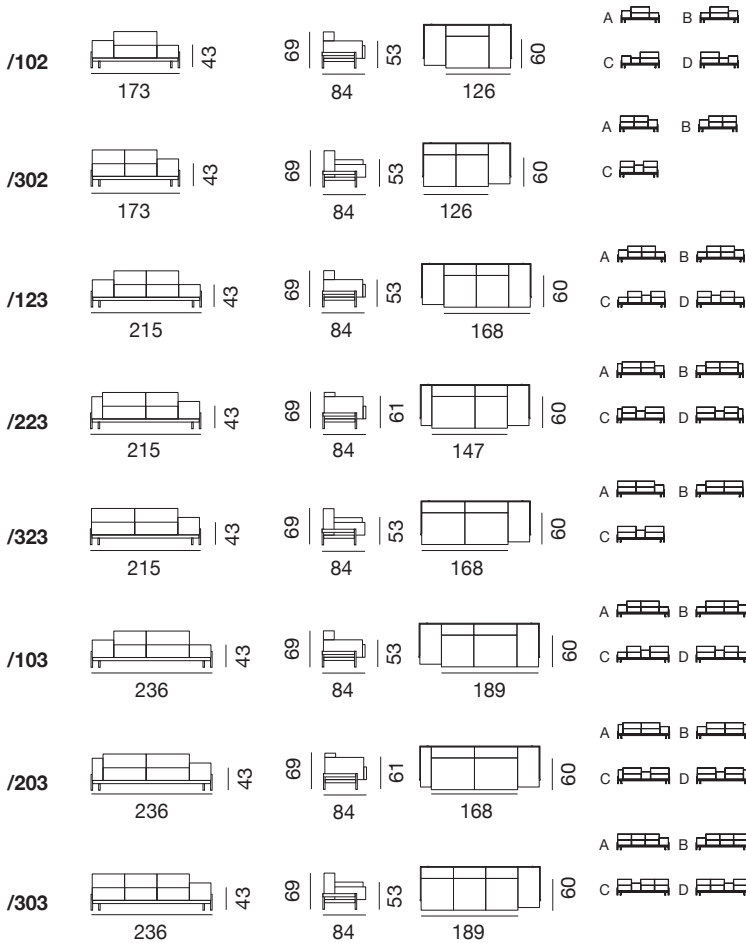 A B
/102 43 69 53 60 C D
173 84 126
A B
/302 43 69 53 60 C
173 84 126
A B
/123 43 69 53 60 C D
215 84 168
A B
/223 43 69 61 60 C D
215 84 147
A B
/323 43 69 53 60 C
215 84 168
A B
/103 43 69 53 60 C D
236 84 189
A B
/203 43 69 61 60 C D
236 84 168
A B
/303 43 69 53 60 C D
236 84 189